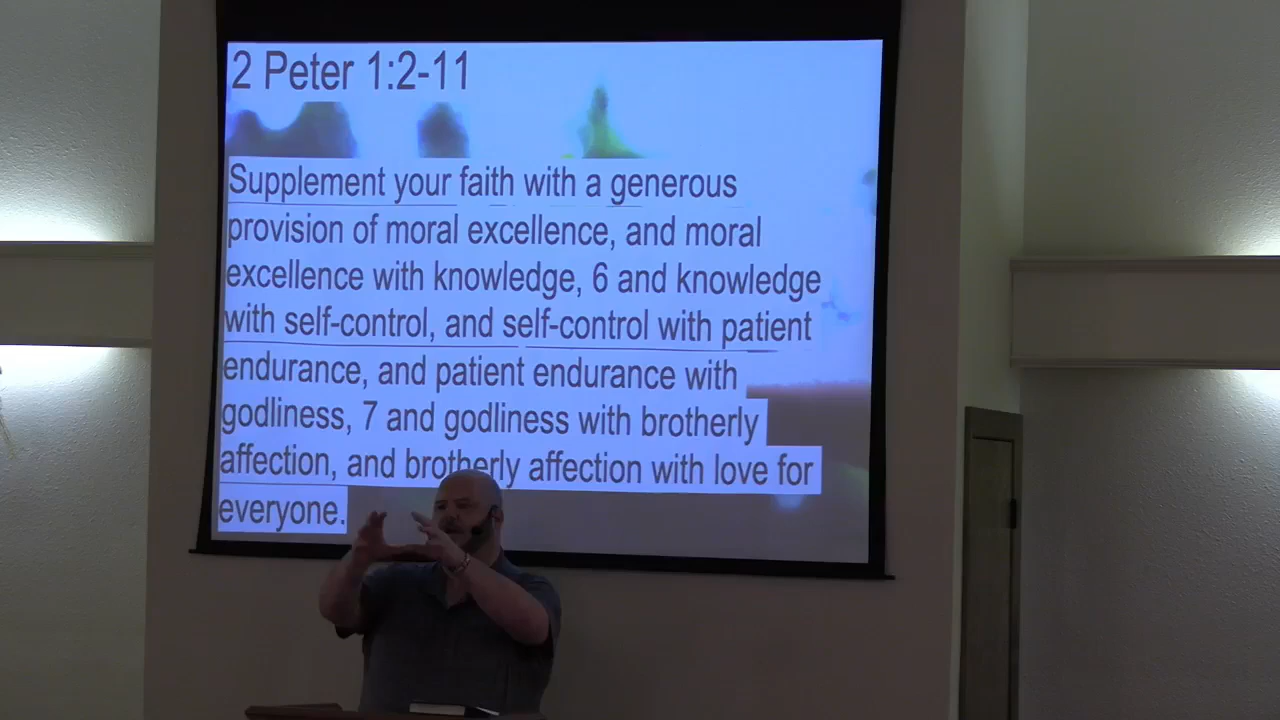 2 Peter 1:2-11
Supplement your faith with a generous
provision of moral excellence, and moral
excellence with knowledge, 6 and knowledge
with self-control, and self-control with patient
endurance, and patient endurance with
godliness, 7 and godliness with brotherly
affection, and brotherly affection with love for
everyone.